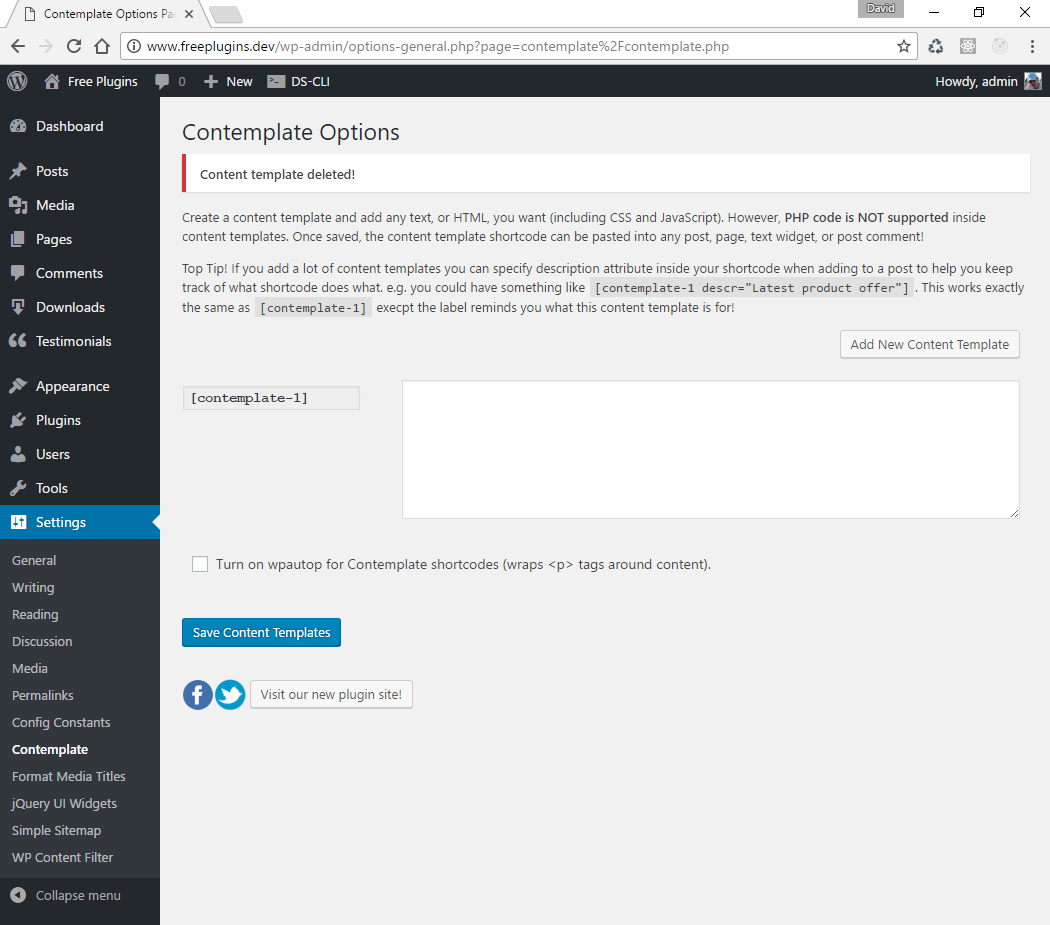 Contemplate Options Pa
David
www.freeplugins.dev/wp-admin/options-general.php?page=contemplate%2Fcontemplate.php
Free Plugins
0
New
DS-CLI
Howdy, admin
Dashboard
Posts
Media
Pages
Comments
Downloads
Testimonials
Appearance
Plugins
Users
Tools
Settings
General
Writing
Reading
Discussion
Media
Permalinks
Config Constants
Contemplate
Format Media Titles
jQuery UI Widgets
Simple Sitemap
WP Content Filter
Collapse menu
Contemplate Options
Content template deleted!
Create a content template and add any text, or HTML, you want (including CSS and JavaScript). However, PHP code is NOT supported inside
content templates. Once saved, the content template shortcode can be pasted into any post, page, text widget, or post comment!
Top Tip! If you add a lot of content templates you can specify description attribute inside your shortcode when adding to a post to help you keep
track of what shortcode does what. e.g. you could have something like [contemplate-1 descr="Latest product offer"]. This works exactly
the same as [contemplate-1] execpt the label reminds you what this content template is for!
Add New Content Template
[contemplate-1]
Turn on wpautop for Contemplate shortcodes (wraps <p> tags around content).
Save Content Templates
Visit our new plugin site!